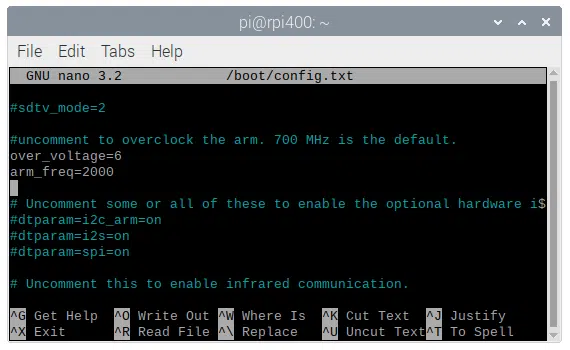 pi@rpi400: ~
File Edit Tabs Help
GNU nano 3.2 /boot/config.txt
#sdtv_mode=2
#uncomment to overclock the arm. 700 MHz is the default.
over_voltage=6
arm_freq=2000
# Uncomment some or all of these to enable the optional hardware i$
#dtparam=i2c_arm=on
#dtparam=i2s=on
#dtparam=spi=on
# Uncomment this to enable infrared communication.
^G Get Help ^O Write Out ^W Where Is ^K Cut Text ^J Justify
^X Exit ^R Read File ^\ Replace ^U Uncut Text ^T To Spell